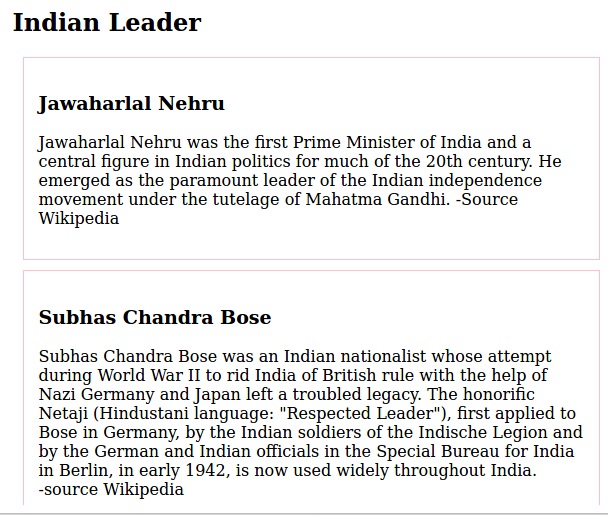 Indian Leader
Jawaharlal Nehru
Jawaharlal Nehru was the first Prime Minister of India and a
central figure in Indian politics for much of the 20th century. He
emerged as the paramount leader of the Indian independence
movement under the tutelage of Mahatma Gandhi. -Source
Wikipedia
Subhas Chandra Bose
Subhas Chandra Bose was an Indian nationalist whose attempt
during World War II to rid India of British rule with the help of
Nazi Germany and Japan left a troubled legacy. The honorific
Netaji (Hindustani language: "Respected Leader"), first applied to
Bose in Germany, by the Indian soldiers of the Indische Legion and
by the German and Indian officials in the Special Bureau for India
in Berlin, in early 1942, is now used widely throughout India.
-source Wikipedia